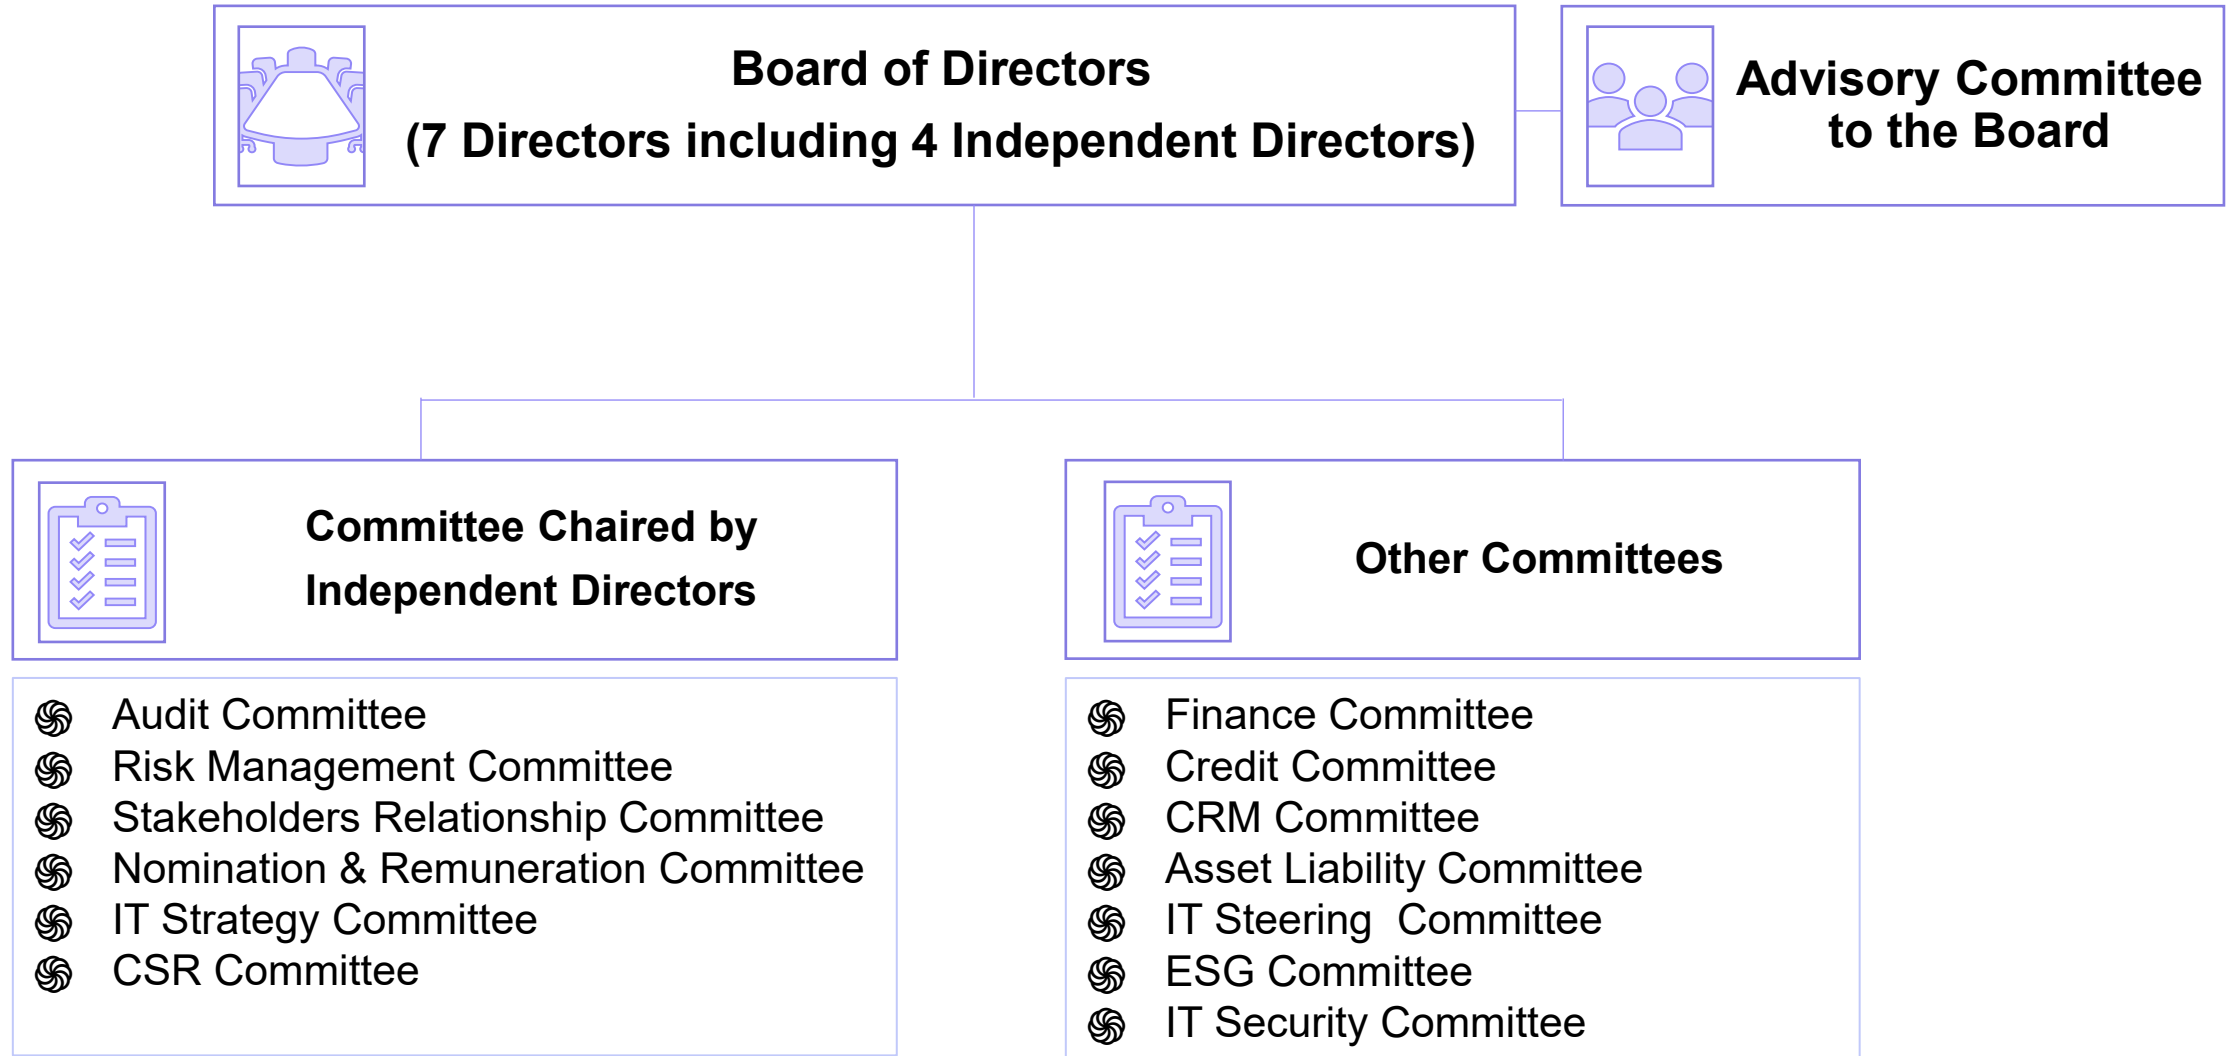 Board of Directors
(7 Directors including 4 Independent Directors)
Advisory Committee
to the Board
Committee Chaired by
Independent Directors
Audit Committee
Risk Management Committee
Stakeholders Relationship Committee
Nomination & Remuneration Committee
IT Strategy Committee
CSR Committee
Other Committees
Finance Committee
Credit Committee
CRM Committee
Asset Liability Committee
IT Steering  Committee
ESG Committee
IT Security Committee